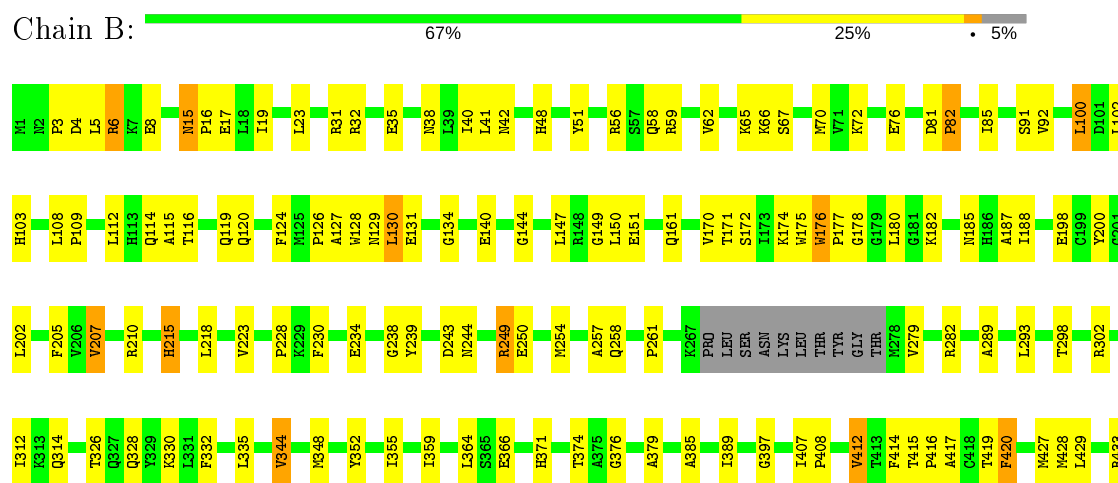 Chain B:
67% 25% • 5%
M1 N2 P3 D4 L5 R6 K7 E8 N15 P16 E17 L18 I19 L23 R31 R32 E35 N38 L39 I40 L41 N42 H48 Y51 R56 S57 Q58 R59 V62 K65 K66 S67 M70 V71 K72 E76 D81 P82 I85 S91 V92 L100 D101 L102
H103 L108 P109 L112 H113 Q114 A115 T116 Q119 Q120 F124 M125 P126 A127 W128 N129 L130 E131 G134 E140 G144 L147 R148 G149 L150 E151 Q161 V170 T171 S172 I173 K174 W175 W176 P177 G178 G179 L180 G181 K182 N185 H186 A187 I188 E198 C199 Y200 G201
L202 F205 V206 V207 R210 H215 L218 V223 P228 K229 F230 E234 G238 Y239 D243 N244 R249 E250 M254 A257 Q258 P261 K267 PRO LEU SER ASN LYS LEU THR TYR GLY THR M278 V279 R282 A289 L293 T298 R302
I312 K313 Q314 T326 Q327 Q328 Y329 K330 L331 F332 L335 V344 M348 Y352 I355 I359 L364 S365 E366 H371 T374 A375 G376 A379 A385 I389 G397 I407 P408 V412 T413 F414 T415 P416 A417 C418 T419 F420 M427 M428 L429